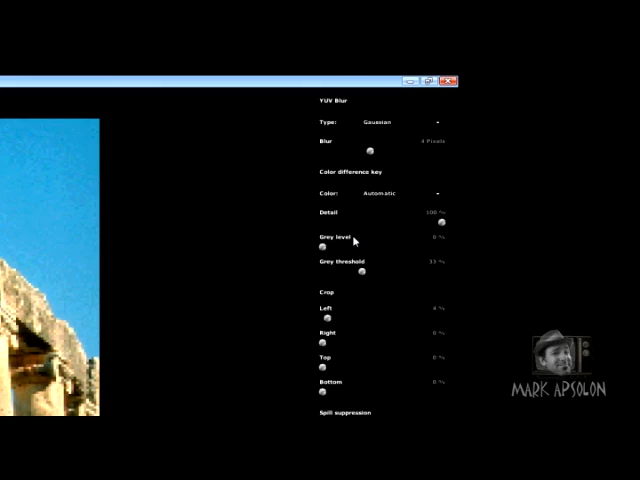 YUV Blur
Type: Gaussian
Blur 4 Pixels
Color difference key
Color: Automatic
Detail 100 %
Grey level 0 %
Grey threshold 33 %
Crop
Left 4 %
Right 0 %
Top 0 %
Bottom 0 %
Spill suppression
MARK APSOLON